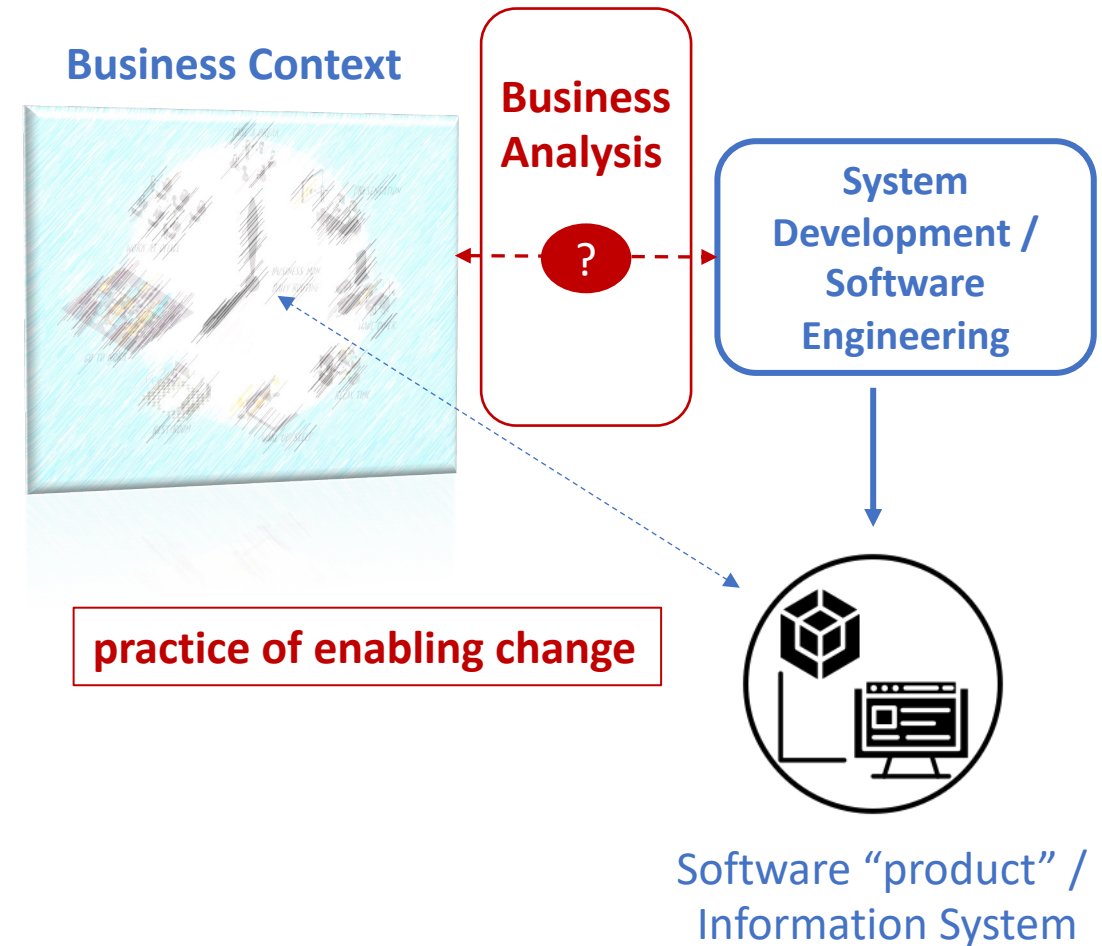 Business Context
Business
Analysis
?
System
Development /
Software
Engineering
practice of enabling change
Software “product” /
Information System